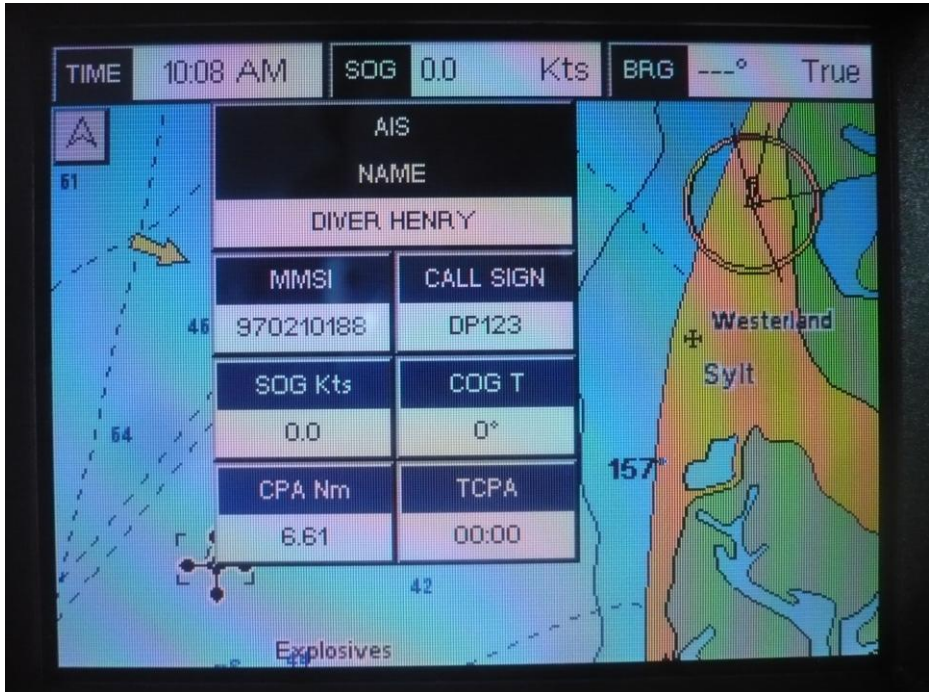 TIME 10:08 AM SOG 0.0 Kts BRG ---° True
AIS
NAME
DIVER HENRY
MMSI CALL SIGN
970210188 DP123
SOG Kts COG T
0.0 0°
CPA Nm TCPA
6.61 00:00
51
46
64
Westerland
Sylt
157°
42
Explosives